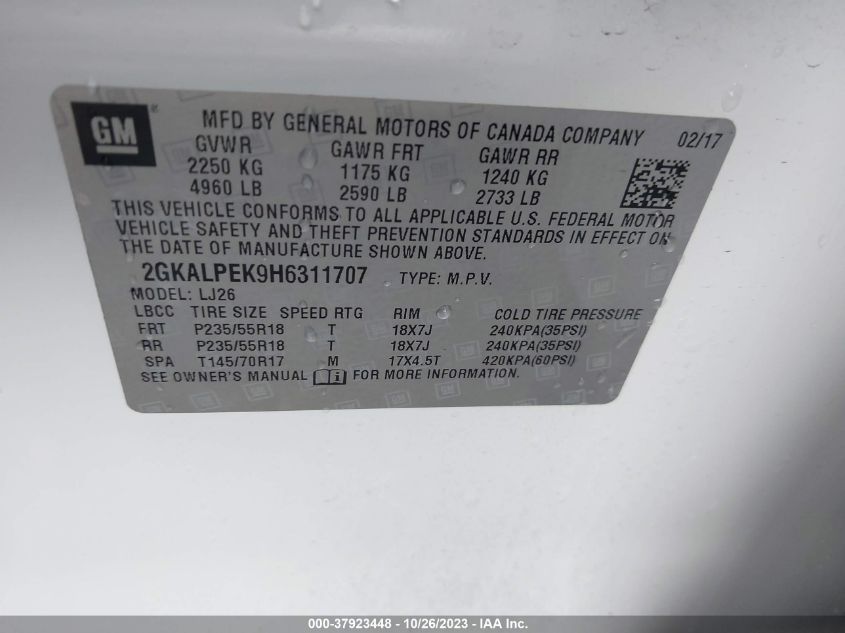 GM ®
MFD BY GENERAL MOTORS OF CANADA COMPANY 02/17
GVWR GAWR FRT GAWR RR
2250 KG 1175 KG 1240 KG
4960 LB 2590 LB 2733 LB
THIS VEHICLE CONFORMS TO ALL APPLICABLE U.S. FEDERAL MOTOR
VEHICLE SAFETY AND THEFT PREVENTION STANDARDS IN EFFECT ON
THE DATE OF MANUFACTURE SHOWN ABOVE.
2GKALPEK9H6311707 TYPE: M.P.V.
MODEL: LJ26
LBCC TIRE SIZE SPEED RTG RIM COLD TIRE PRESSURE
FRT P235/55R18 T 18X7J 240KPA(35PSI)
RR P235/55R18 T 18X7J 240KPA(35PSI)
SPA T145/70R17 M 17X4.5T 420KPA(60PSI)
SEE OWNER'S MANUAL i FOR MORE INFORMATION.
000-37923448 - 10/26/2023 - IAA Inc.